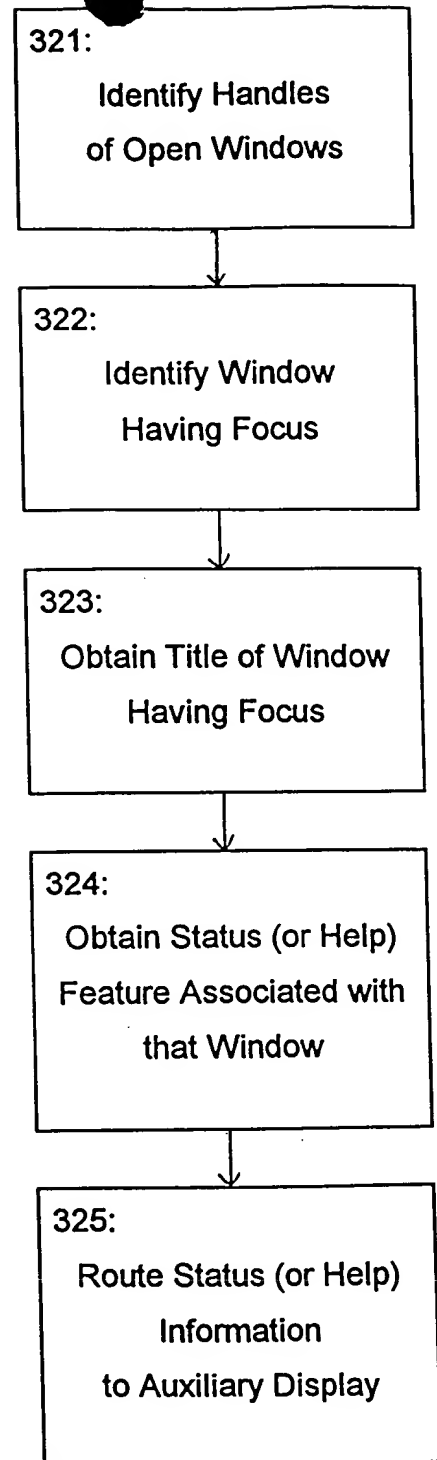 321:
Identify Handles
of Open Windows
322:
Identify Window
Having Focus
323:
Obtain Title of Window
Having Focus
324:
Obtain Status (or Help)
Feature Associated with
that Window
325:
Route Status (or Help)
Information
to Auxiliary Display